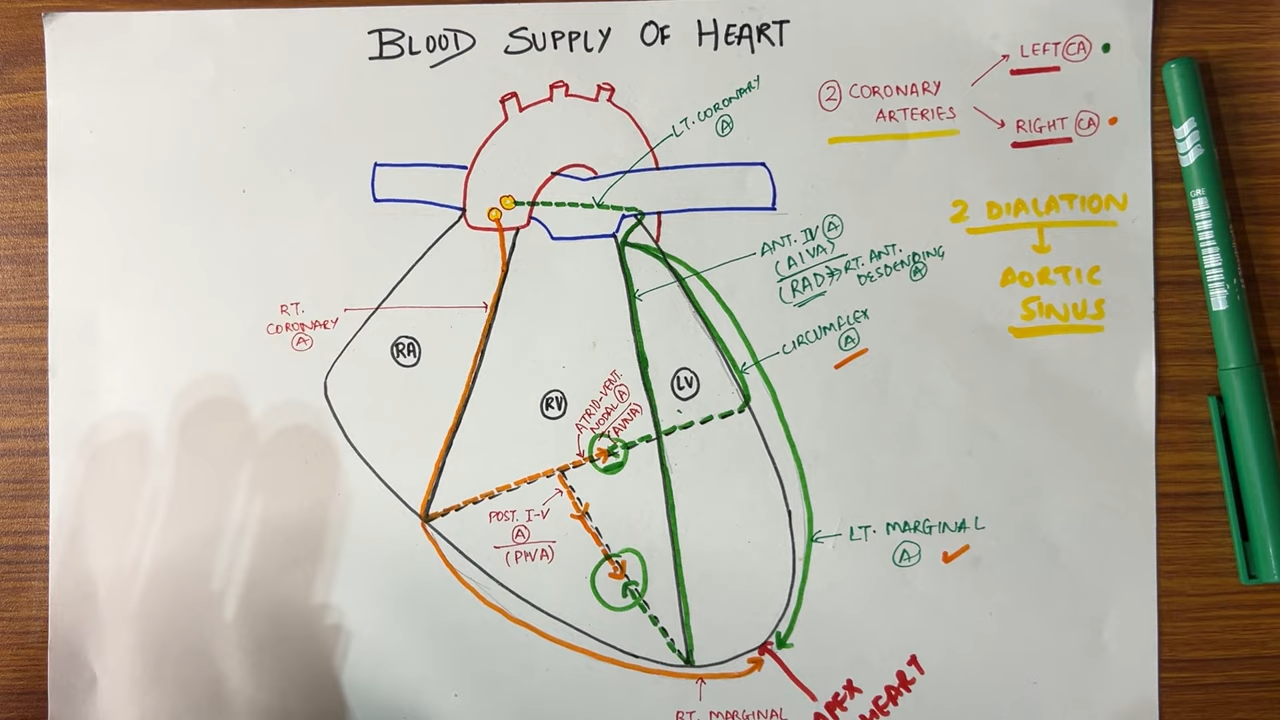 BLOOD SUPPLY OF HEART
2 CORONARY
ARTERIES
LEFT CA
RIGHT CA
2 DIALATION
AORTIC
SINUS
LT. CORONARY
A
ANT. IV A
(AIVA)
(RAD) RT. ANT.
DESDENDING
A
CIRCUMFLEX
A
RT.
CORONARY
A
RA
RV
LV
ATRIO-VENT.
NODAL A
(AVNA)
POST. I-V
A
(PIVA)
LT. MARGINAL
A
RT. MARGINAL
APEX
HEART